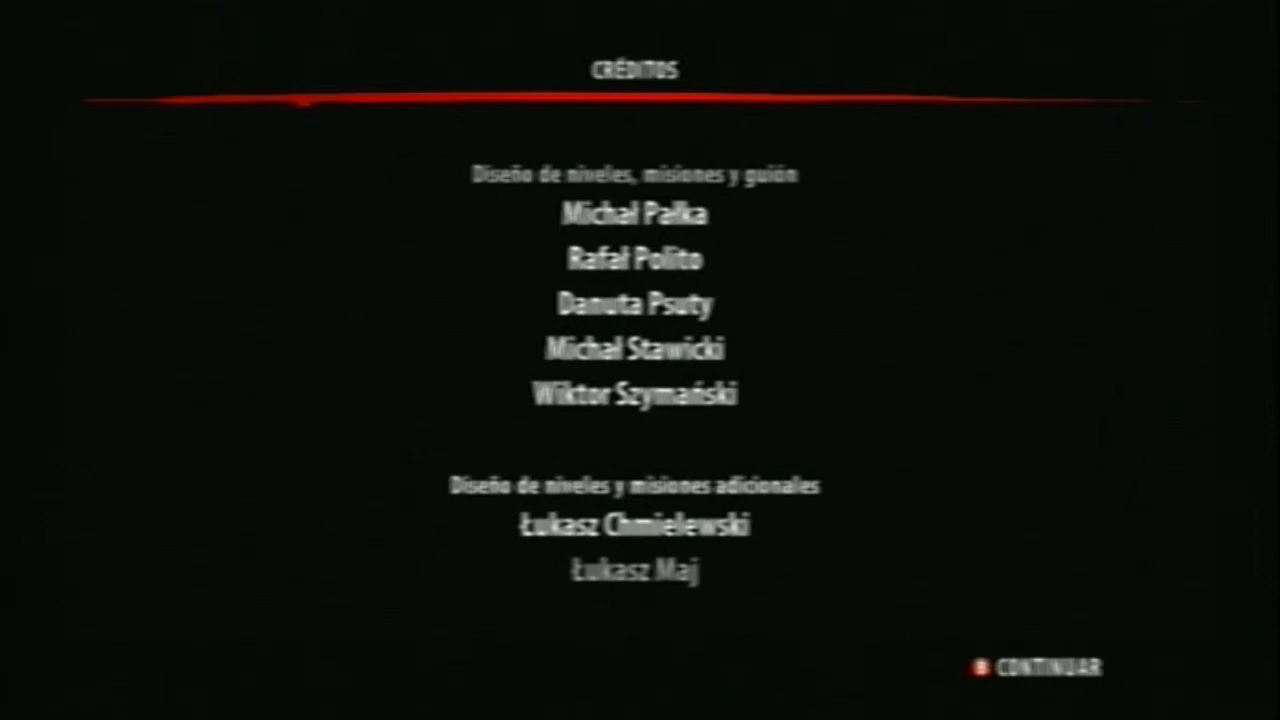 CRÉDITOS
Diseño de niveles, misiones y guión
Michał Pałka
Rafał Polito
Danuta Psuty
Michał Stawicki
Wiktor Szymański
Diseño de niveles y misiones adicionales
Łukasz Chmielewski
Łukasz Maj
B CONTINUAR